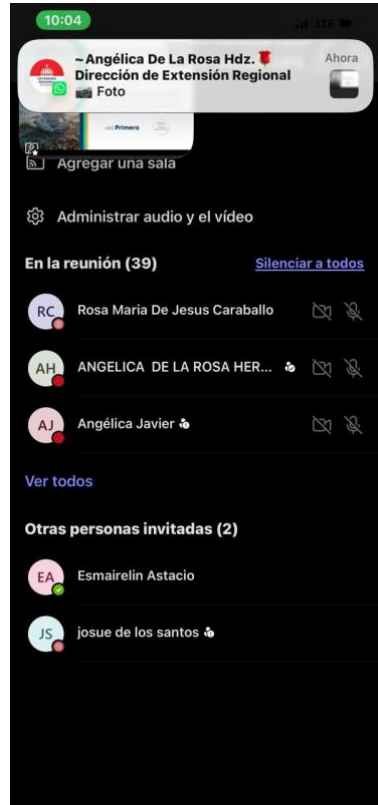 10:04
LTE
~Angélica De La Rosa Hdz.🌹
Ahora
Dirección de Extensión Regional
📷 Foto
Primera
Agregar una sala
Administrar audio y el vídeo
En la reunión (39)
Silenciar a todos
RC
Rosa Maria De Jesus Caraballo
AH
ANGELICA DE LA ROSA HER...
AJ
Angélica Javier
Ver todos
Otras personas invitadas (2)
EA
Esmairelin Astacio
JS
josue de los santos